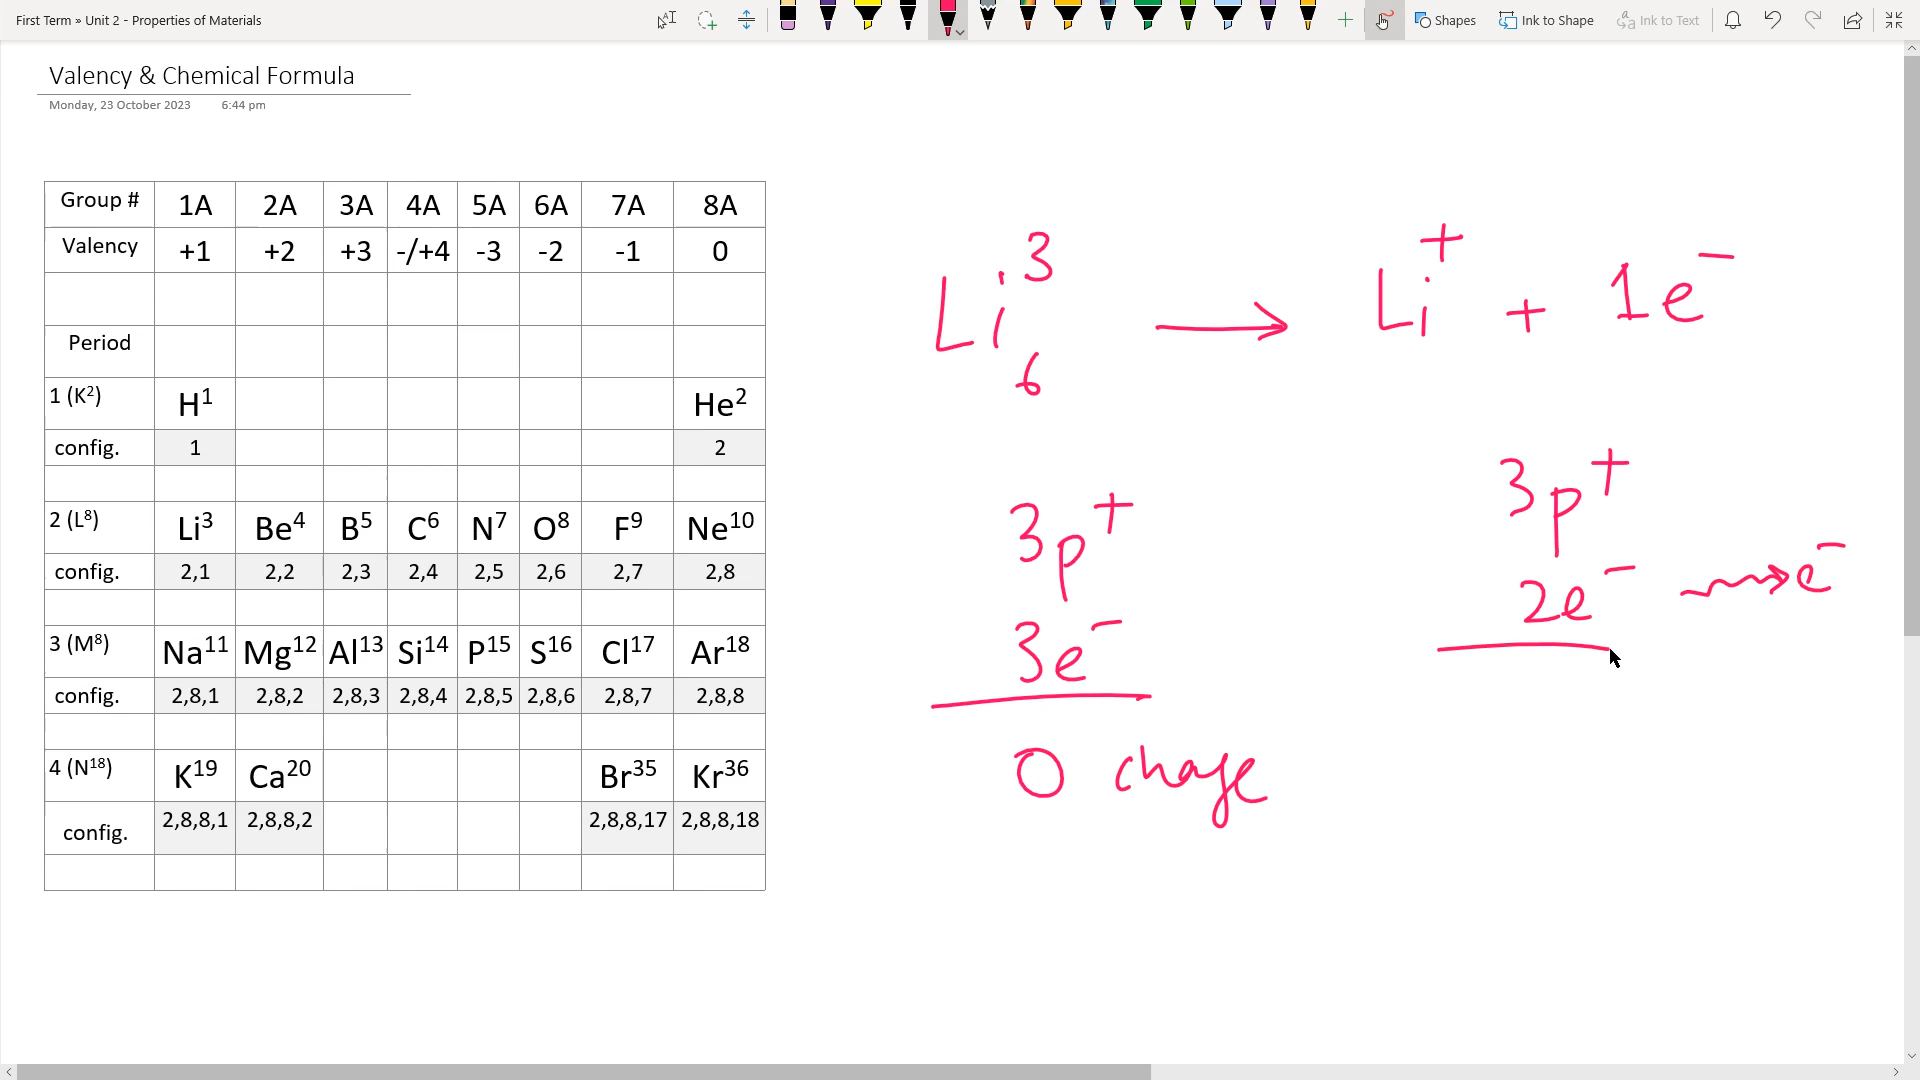 First Term » Unit 2 - Properties of Materials
Shapes
Ink to Shape
Ink to Text
Valency & Chemical Formula
Monday, 23 October 2023 6:44 pm
Group # 1A 2A 3A 4A 5A 6A 7A 8A
Valency +1 +2 +3 -/+4 -3 -2 -1 0
Period
1 (K²) H¹ He²
config. 1 2
2 (L⁸) Li³ Be⁴ B⁵ C⁶ N⁷ O⁸ F⁹ Ne¹⁰
config. 2,1 2,2 2,3 2,4 2,5 2,6 2,7 2,8
3 (M⁸) Na¹¹ Mg¹² Al¹³ Si¹⁴ P¹⁵ S¹⁶ Cl¹⁷ Ar¹⁸
config. 2,8,1 2,8,2 2,8,3 2,8,4 2,8,5 2,8,6 2,8,7 2,8,8
4 (N¹⁸) K¹⁹ Ca²⁰ Br³⁵ Kr³⁶
config. 2,8,8,1 2,8,8,2 2,8,8,17 2,8,8,18
Li³₆ → Li⁺ + 1e⁻
3p⁺
3e⁻
0 charge
3p⁺
2e⁻ → e⁻